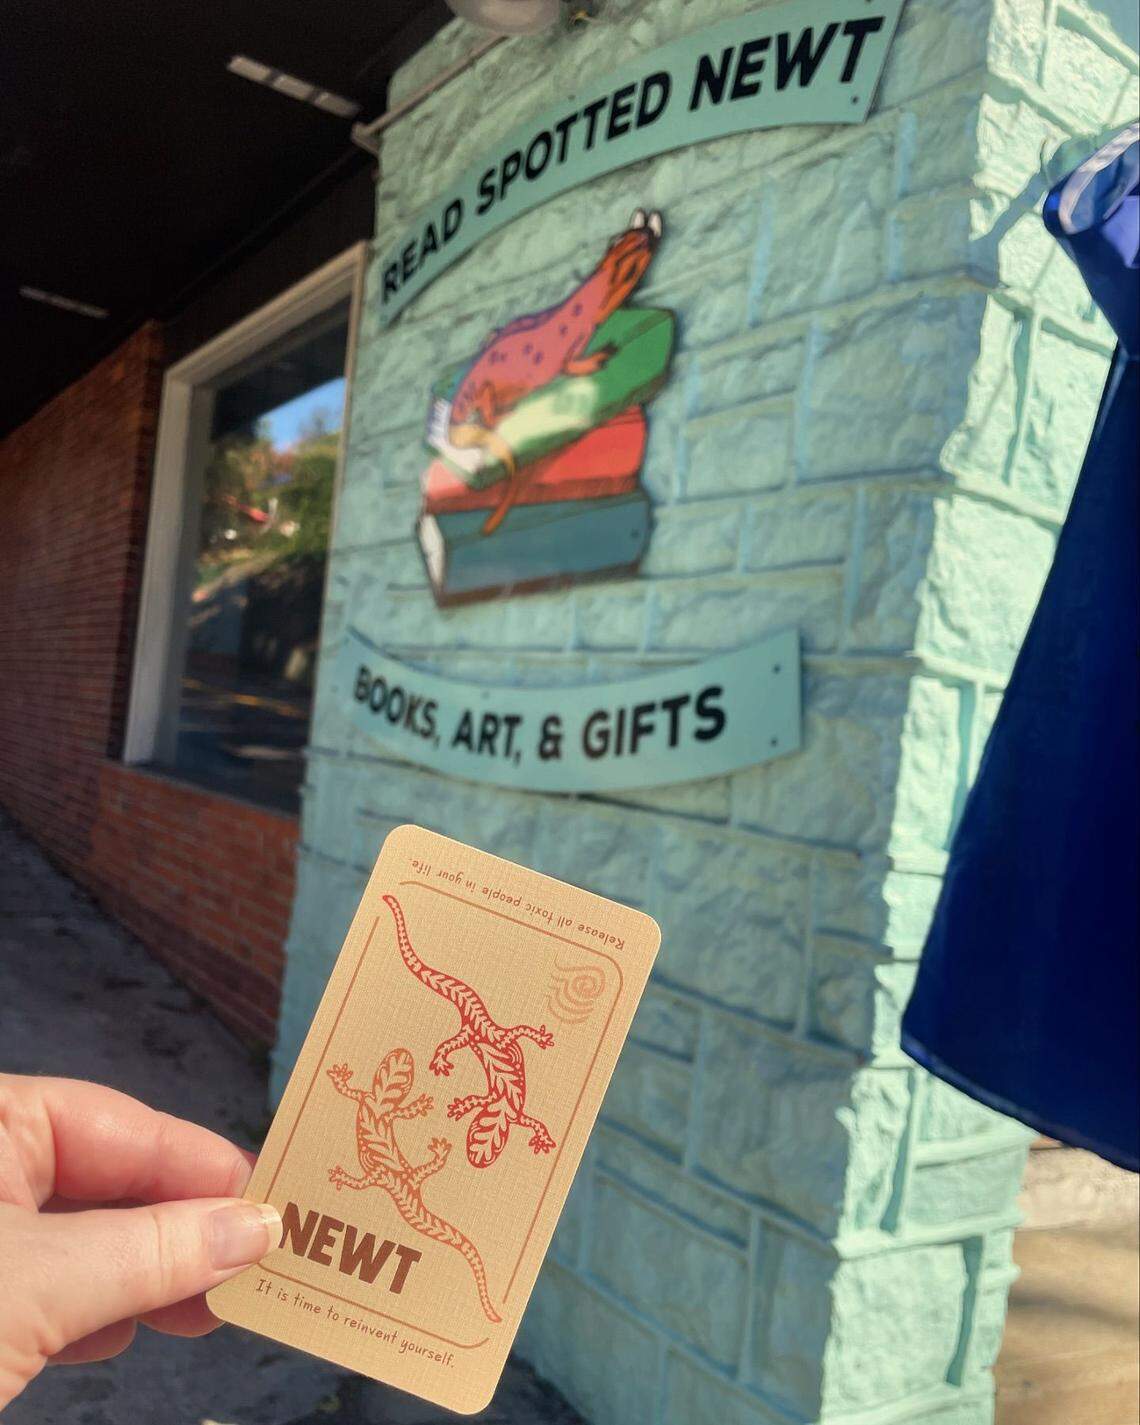 READ SPOTTED NEWT
BOOKS, ART, & GIFTS
Release all toxic people in your life.
NEWT
It is time to reinvent yourself.